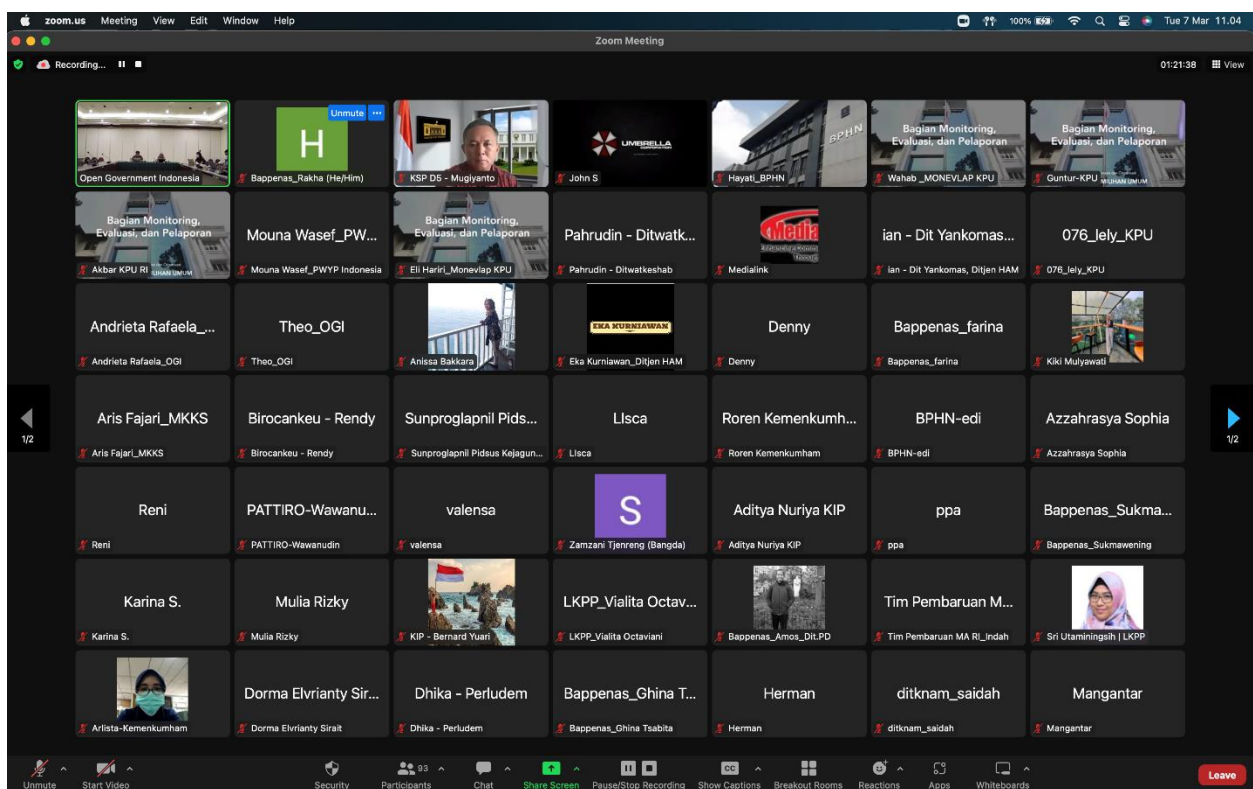 zoom.us Meeting View Edit Window Help 100% Tue 7 Mar 11.04
Zoom Meeting
Recording... 01:21:38 View
Open Government Indonesia
H
Unmute
Bappenas_Rakha (He/Him)
KSP D5 - Mugiyanto
UMBRELLA
John S
BPHN
Hayati_BPHN
Bagian Monitoring,
Evaluasi, dan Pelaporan
Wahab _MONEVLAP KPU
Bagian Monitoring,
Evaluasi, dan Pelaporan
Guntur-KPU
Bagian Monitoring,
Evaluasi, dan Pelaporan
Akbar KPU RI
Mouna Wasef_PW...
Mouna Wasef_PWYP Indonesia
Bagian Monitoring,
Evaluasi, dan Pelaporan
Eli Hariri_Monevlap KPU
Pahrudin - Ditwatk...
Pahrudin - Ditwatkeshab
Media
Medialink
ian - Dit Yankomas...
ian - Dit Yankomas, Ditjen HAM
076_lely_KPU
076_lely_KPU
Andrieta Rafaela_...
Andrieta Rafaela_OGI
Theo_OGI
Theo_OGI
Anissa Bakkara
EKA KURNIAWAN
Eka Kurniawan_Ditjen HAM
Denny
Denny
Bappenas_farina
Bappenas_farina
Kiki Mulyawati
1/2
Aris Fajari_MKKS
Aris Fajari_MKKS
Birocankeu - Rendy
Birocankeu - Rendy
Sunproglapnil Pids...
Sunproglapnil Pidsus Kejagun...
LIsca
LIsca
Roren Kemenkumh...
Roren Kemenkumham
BPHN-edi
BPHN-edi
Azzahrasya Sophia
Azzahrasya Sophia
1/2
Reni
Reni
PATTIRO-Wawanu...
PATTIRO-Wawanudin
valensa
valensa
S
Zamzani Tjenreng (Bangda)
Aditya Nuriya KIP
Aditya Nuriya KIP
ppa
ppa
Bappenas_Sukma...
Bappenas_Sukmawening
Karina S.
Karina S.
Mulia Rizky
Mulia Rizky
KIP - Bernard Yuari
LKPP_Vialita Octav...
LKPP_Vialita Octaviani
Bappenas_Amos_Dit.PD
Tim Pembaruan M...
Tim Pembaruan MA RI_Indah
Sri Utaminingsih | LKPP
Arlista-Kemenkumham
Dorma Elvrianty Sir...
Dorma Elvrianty Sirait
Dhika - Perludem
Dhika - Perludem
Bappenas_Ghina T...
Bappenas_Ghina Tsabita
Herman
Herman
ditknam_saidah
ditknam_saidah
Mangantar
Mangantar
Unmute Start Video Security Participants 93 Chat Share Screen Pause/Stop Recording CC Show Captions Breakout Rooms Reactions Apps Whiteboards Leave